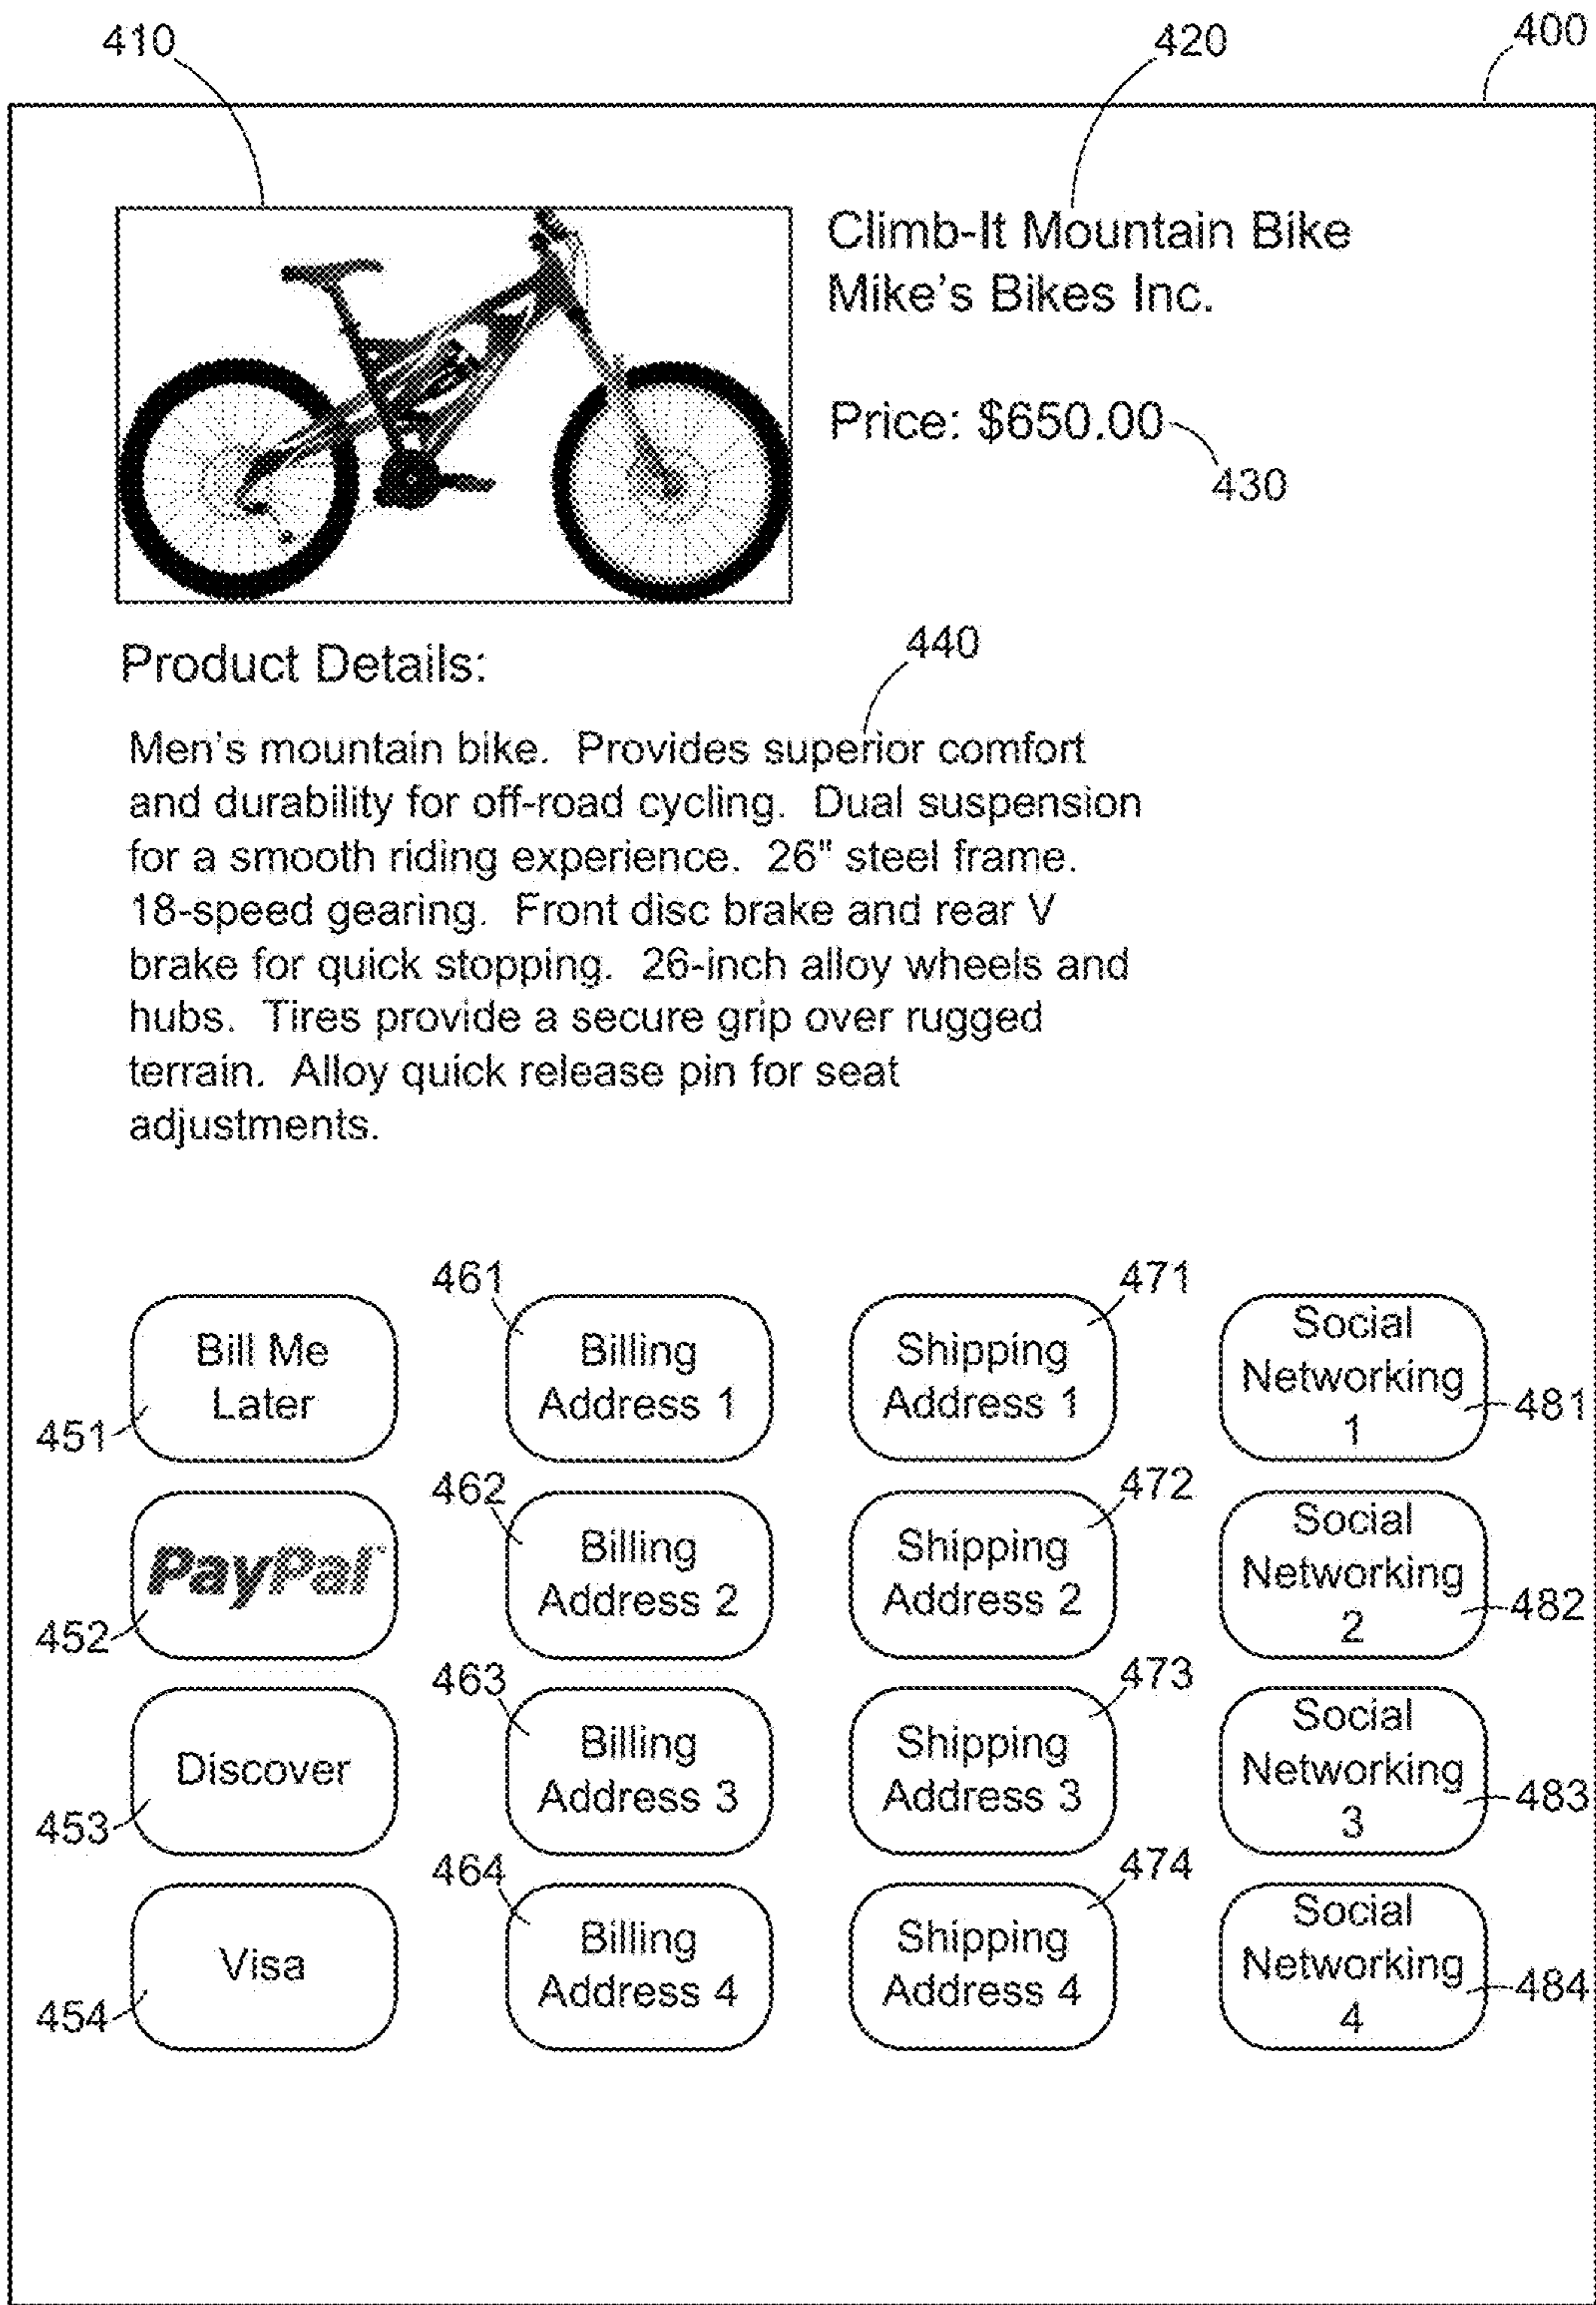 410
420
400
Climb-It Mountain Bike
Mike's Bikes Inc.
Price: $650.00
430
Product Details:
440
Men's mountain bike. Provides superior comfort
and durability for off-road cycling. Dual suspension
for a smooth riding experience. 26" steel frame.
18-speed gearing. Front disc brake and rear V
brake for quick stopping. 26-inch alloy wheels and
hubs. Tires provide a secure grip over rugged
terrain. Alloy quick release pin for seat
adjustments.
461
471
Bill Me
Later
Billing
Address 1
Shipping
Address 1
Social
Networking
1
451
481
462
472
PayPal
Billing
Address 2
Shipping
Address 2
Social
Networking
2
452
482
463
473
Discover
Billing
Address 3
Shipping
Address 3
Social
Networking
3
453
483
464
474
Visa
Billing
Address 4
Shipping
Address 4
Social
Networking
4
454
484